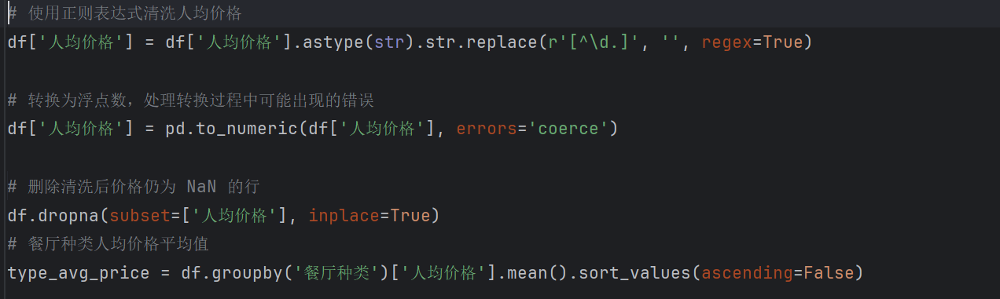 # 使用正则表达式清洗人均价格
df['人均价格'] = df['人均价格'].astype(str).str.replace(r'[^\d.]', '', regex=True)
# 转换为浮点数，处理转换过程中可能出现的错误
df['人均价格'] = pd.to_numeric(df['人均价格'], errors='coerce')
# 删除清洗后价格仍为 NaN 的行
df.dropna(subset=['人均价格'], inplace=True)
# 餐厅种类人均价格平均值
type_avg_price = df.groupby('餐厅种类')['人均价格'].mean().sort_values(ascending=False)